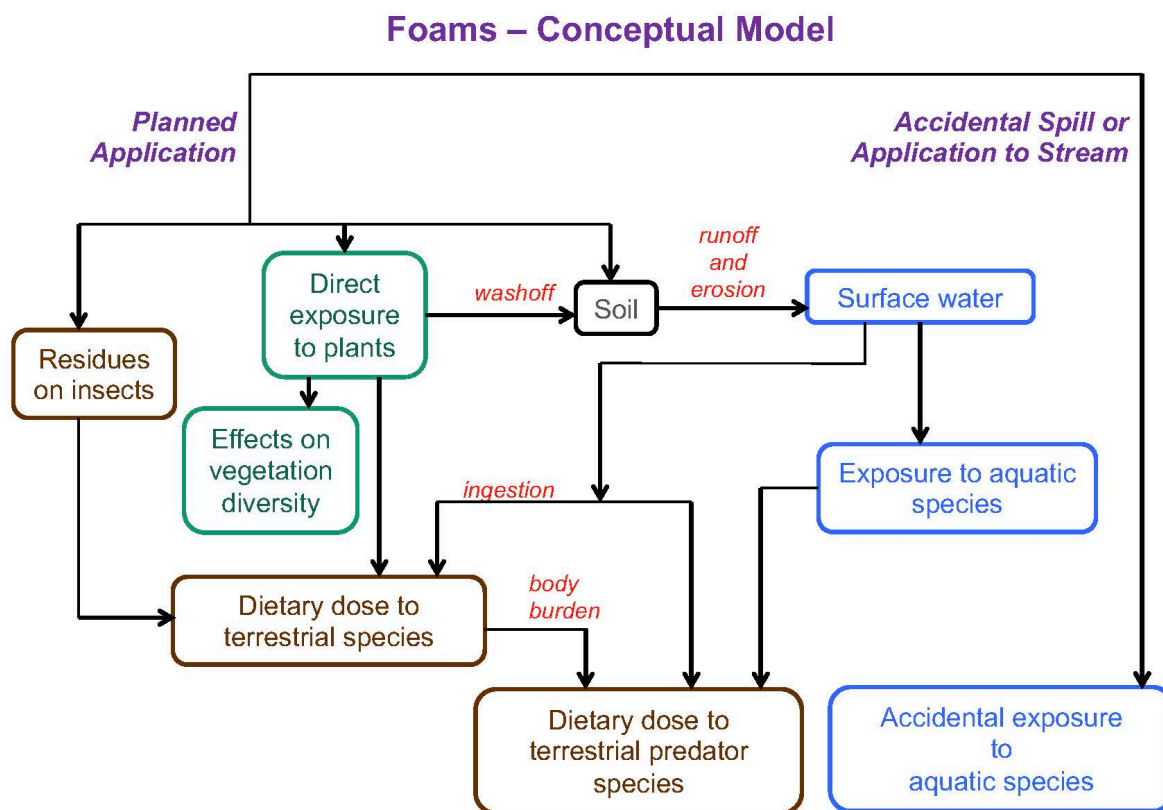 Foams – Conceptual Model
Planned
Application
Accidental Spill or
Application to Stream
Direct
exposure
to plants
washoff
Soil
runoff
and
erosion
Surface water
Residues
on insects
Effects on
vegetation
diversity
ingestion
Exposure to aquatic
species
Dietary dose to
terrestrial species
body
burden
Dietary dose to
terrestrial predator
species
Accidental exposure
to
aquatic species